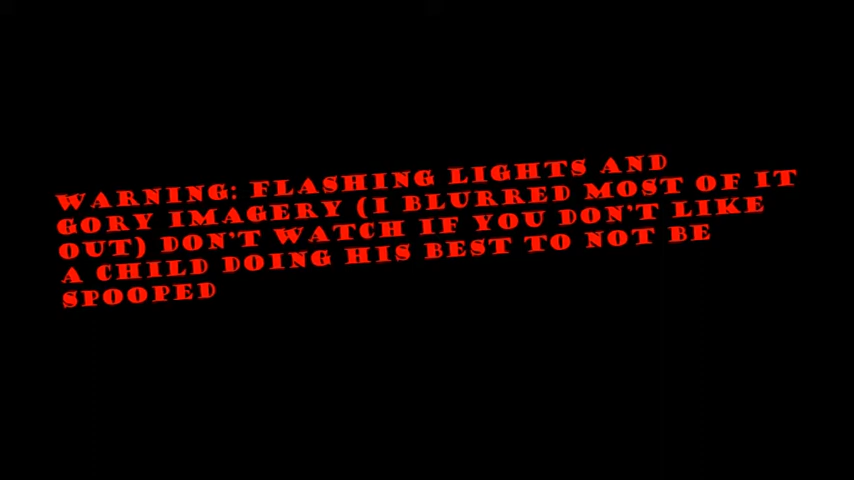 WARNING: FLASHING LIGHTS AND
GORY IMAGERY (I BLURRED MOST OF IT
OUT) DON'T WATCH IF YOU DON'T LIKE
A CHILD DOING HIS BEST TO NOT BE
SPOOPED